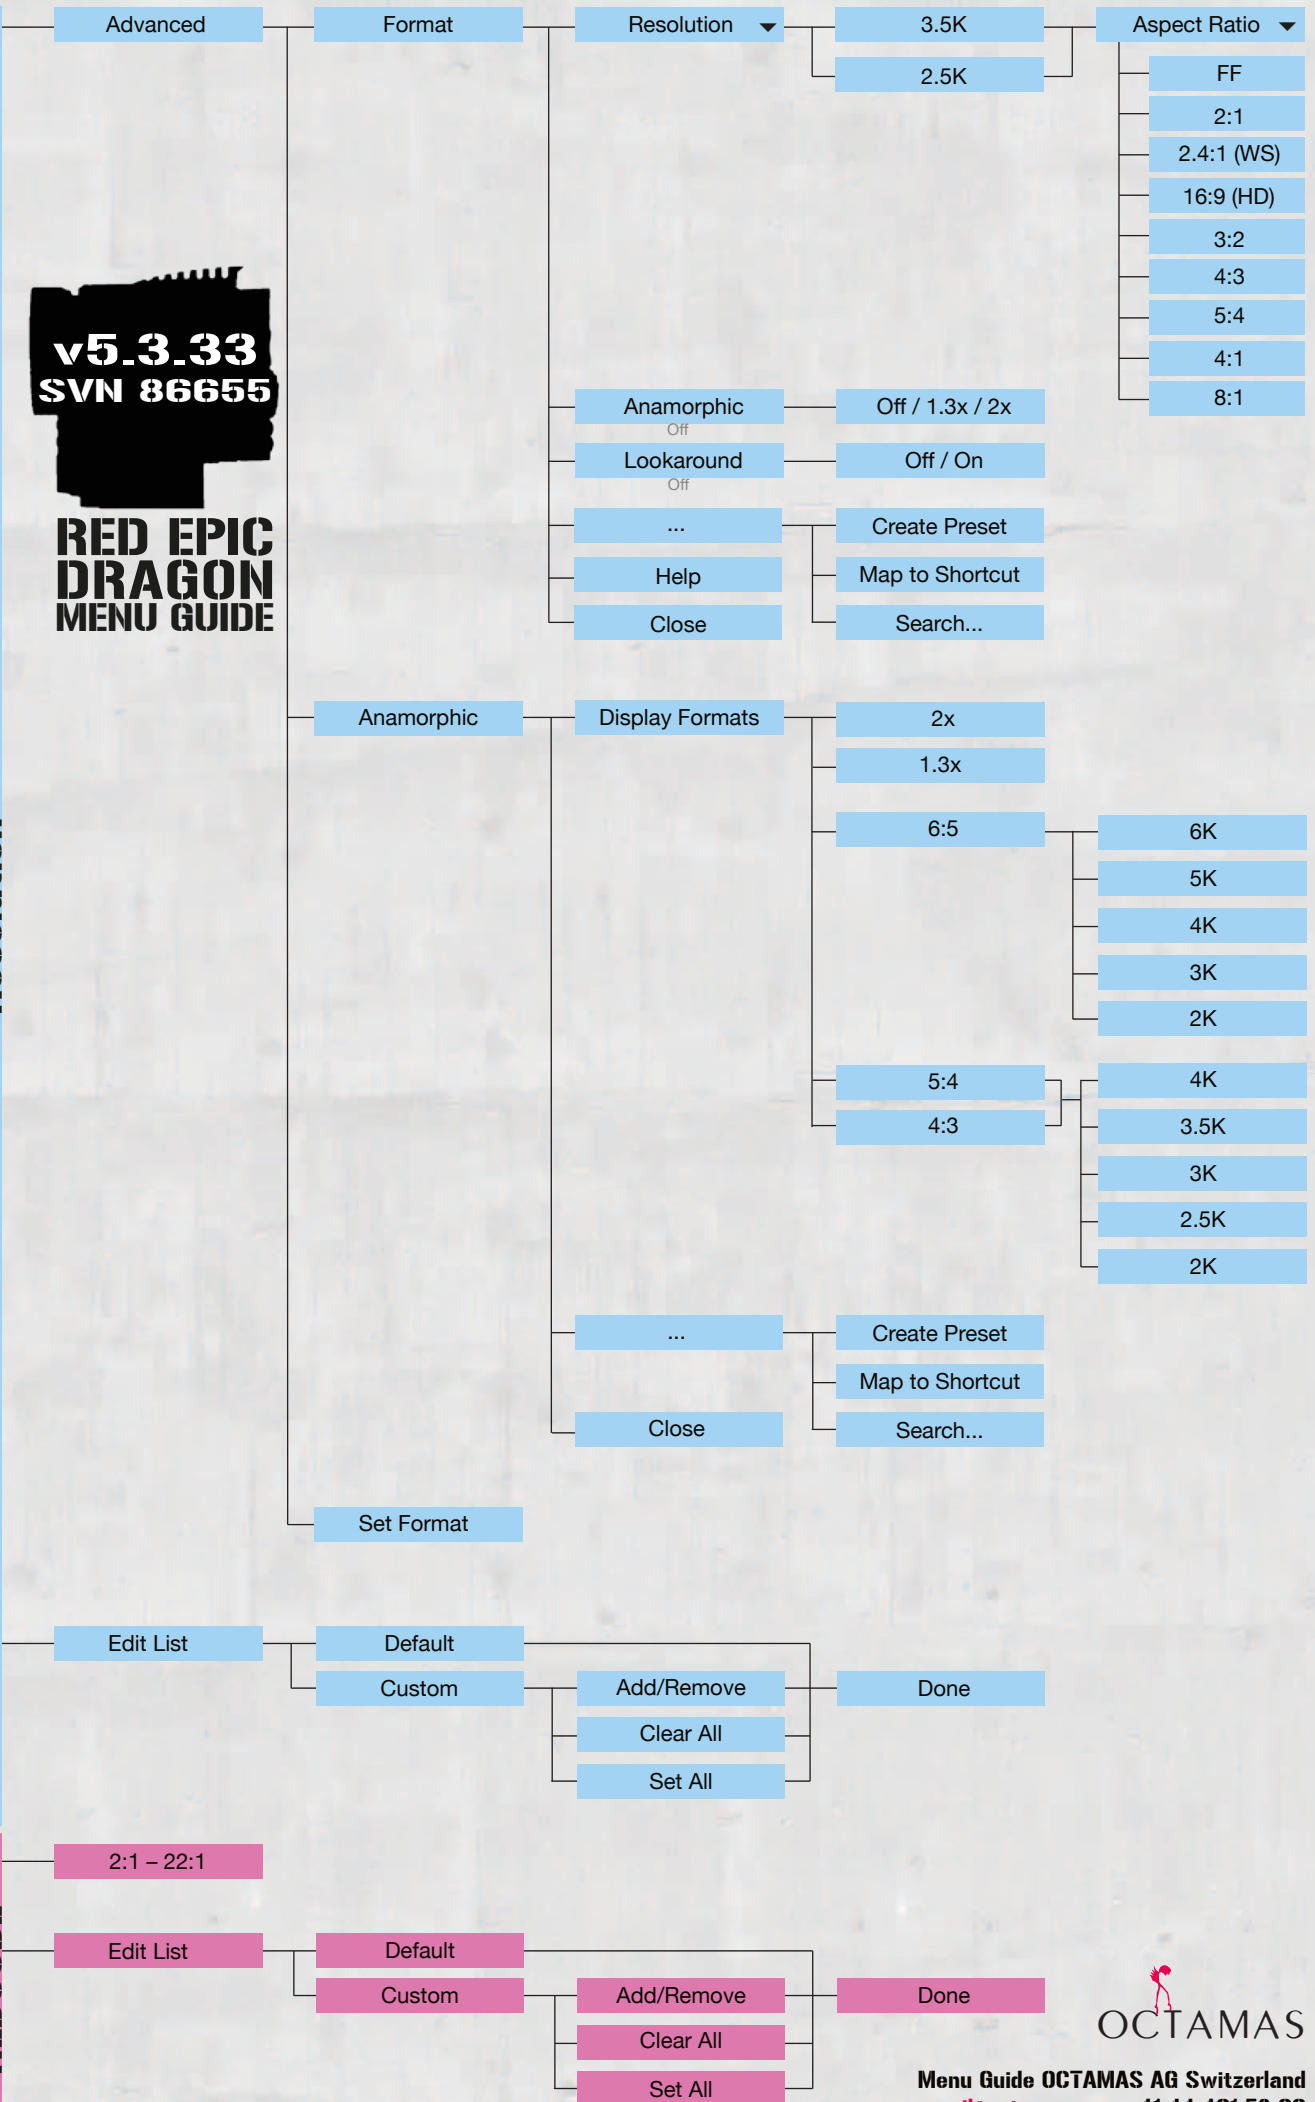 Advanced
Format
Resolution
3.5K
Aspect Ratio
2.5K
FF
2:1
2.4:1 (WS)
16:9 (HD)
3:2
4:3
5:4
4:1
8:1
v5.3.33
SVN 86655
RED EPIC
DRAGON
MENU GUIDE
Anamorphic
Off
Off / 1.3x / 2x
Lookaround
Off
Off / On
...
Create Preset
Help
Map to Shortcut
Close
Search...
Anamorphic
Display Formats
2x
1.3x
6:5
6K
5K
4K
3K
2K
5:4
4:3
4K
3.5K
3K
2.5K
2K
...
Create Preset
Map to Shortcut
Close
Search...
Set Format
Edit List
Default
Custom
Add/Remove
Done
Clear All
Set All
2:1 – 22:1
Edit List
Default
Custom
Add/Remove
Done
Clear All
Set All
OCTAMAS
Menu Guide OCTAMAS AG Switzerland